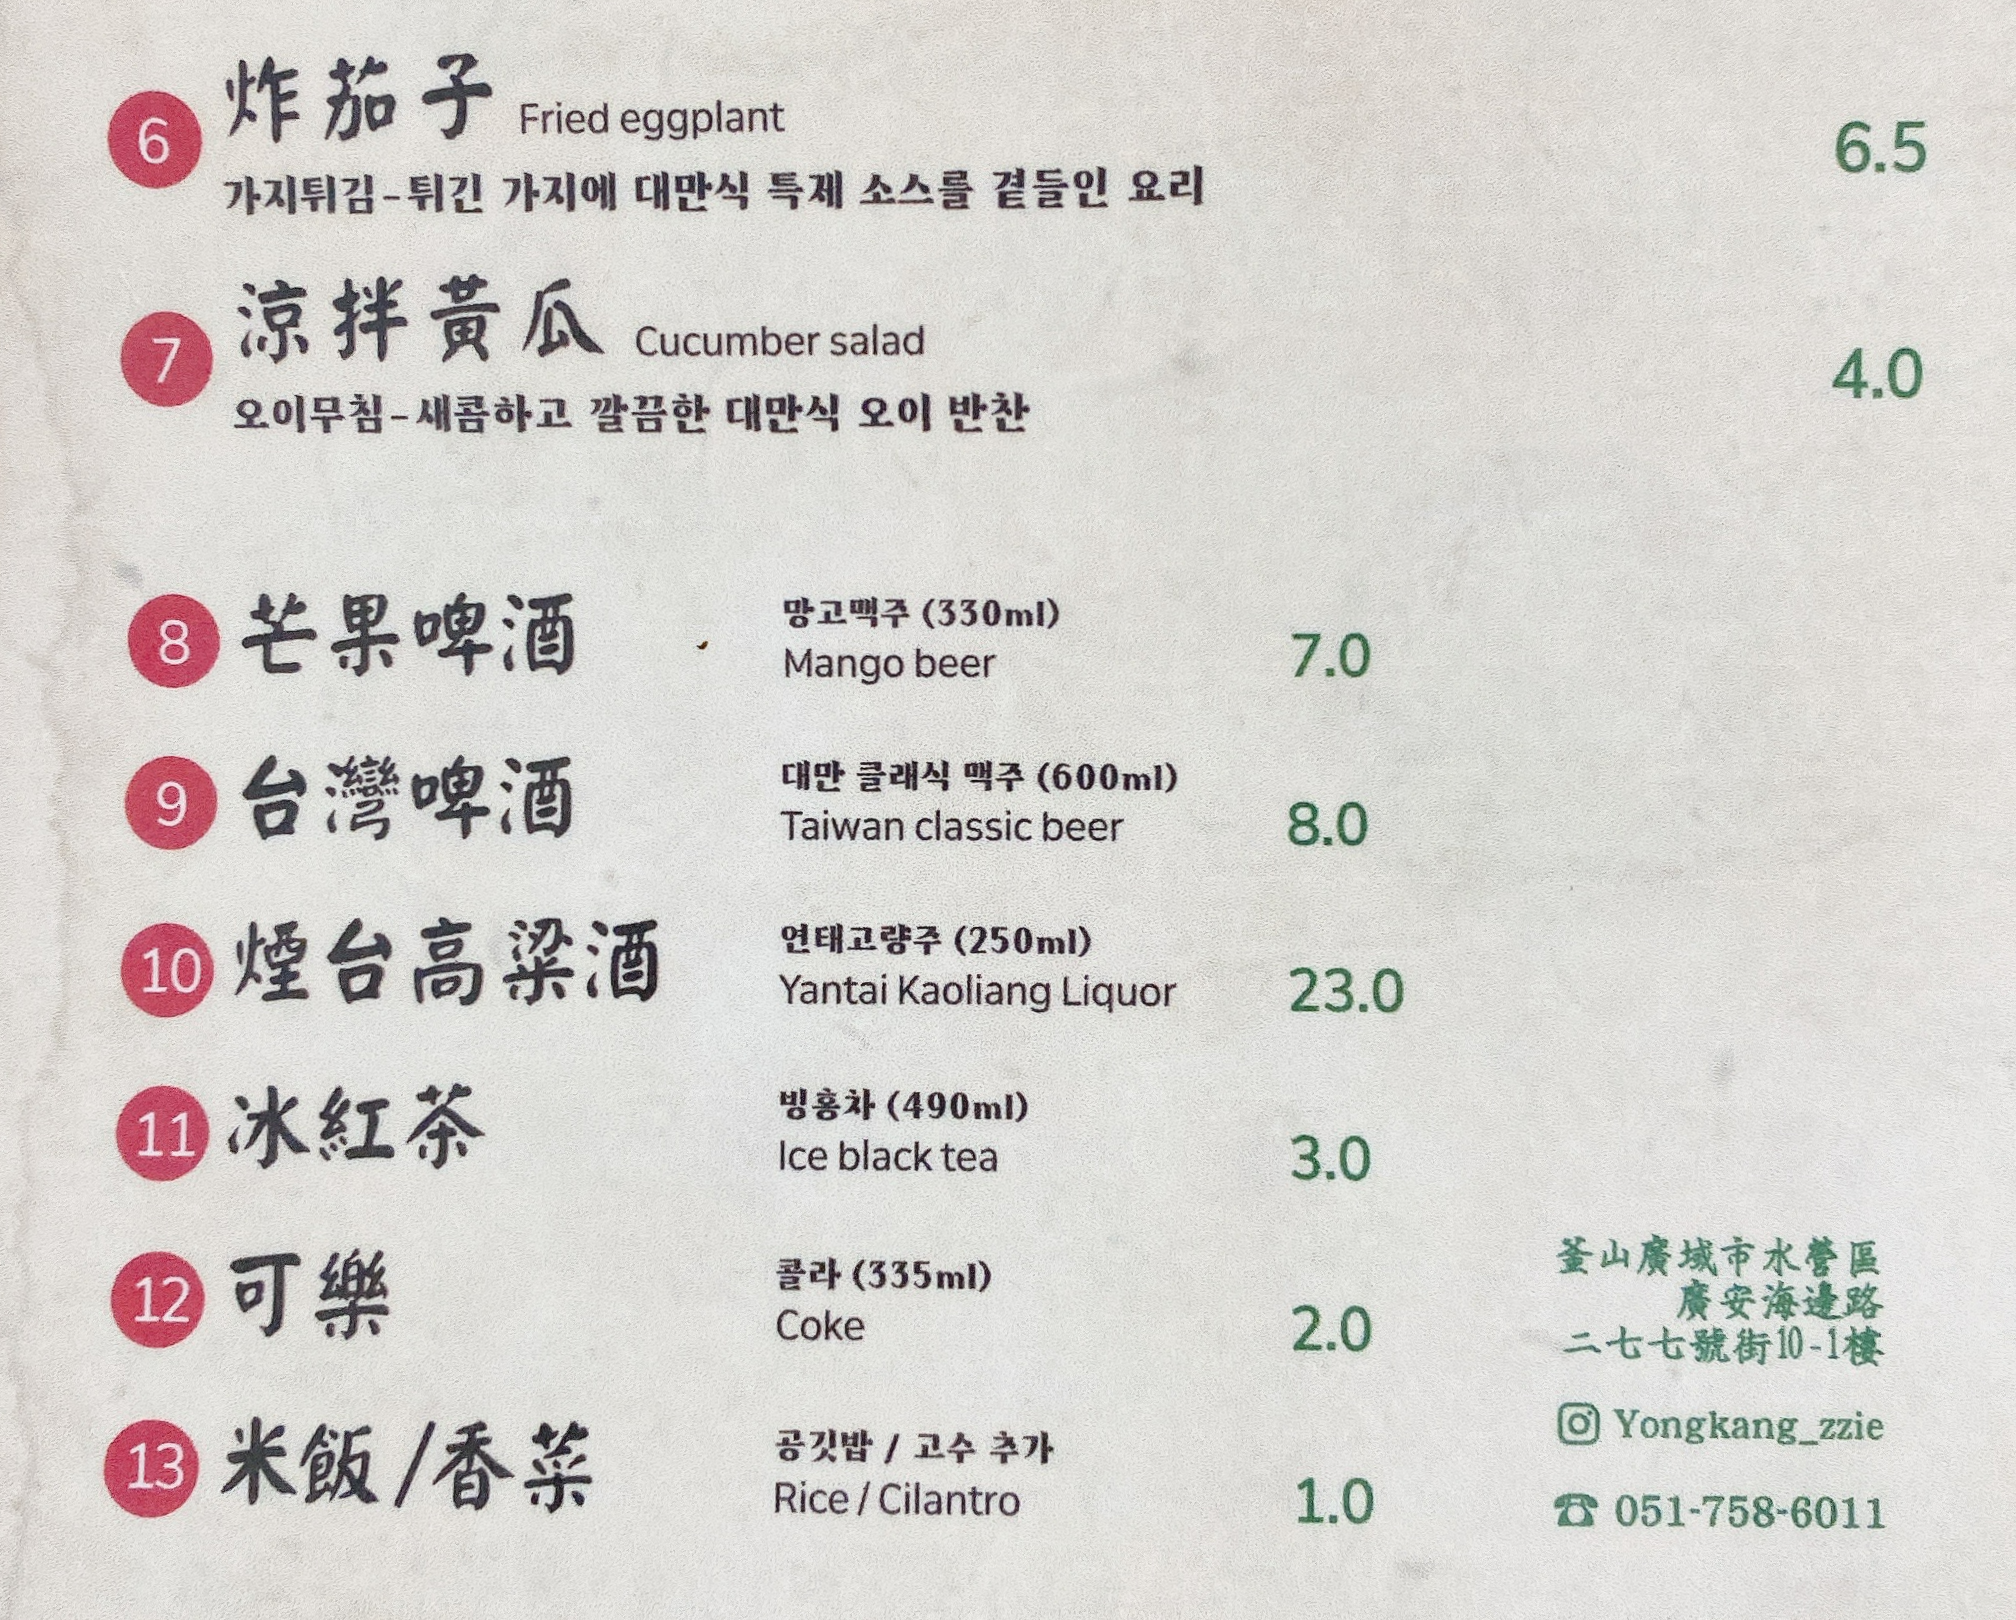 6 炸茄子 Fried eggplant 6.5
가지튀김-튀긴 가지에 대만식 특제 소스를 곁들인 요리
7 涼拌黃瓜 Cucumber salad 4.0
오이무침-새콤하고 깔끔한 대만식 오이 반찬
8 芒果啤酒 망고맥주 (330ml)
Mango beer 7.0
9 台灣啤酒 대만 클래식 맥주 (600ml)
Taiwan classic beer 8.0
10 煙台高粱酒 연태고량주 (250ml)
Yantai Kaoliang Liquor 23.0
11 冰紅茶 빙홍차 (490ml)
Ice black tea 3.0
12 可樂 콜라 (335ml)
Coke 2.0
13 米飯/香菜 공깃밥 / 고수 추가
Rice / Cilantro 1.0
釜山廣域市水營區
廣安海邊路
二七七號街10-1樓
Yongkang_zzie
☎ 051-758-6011